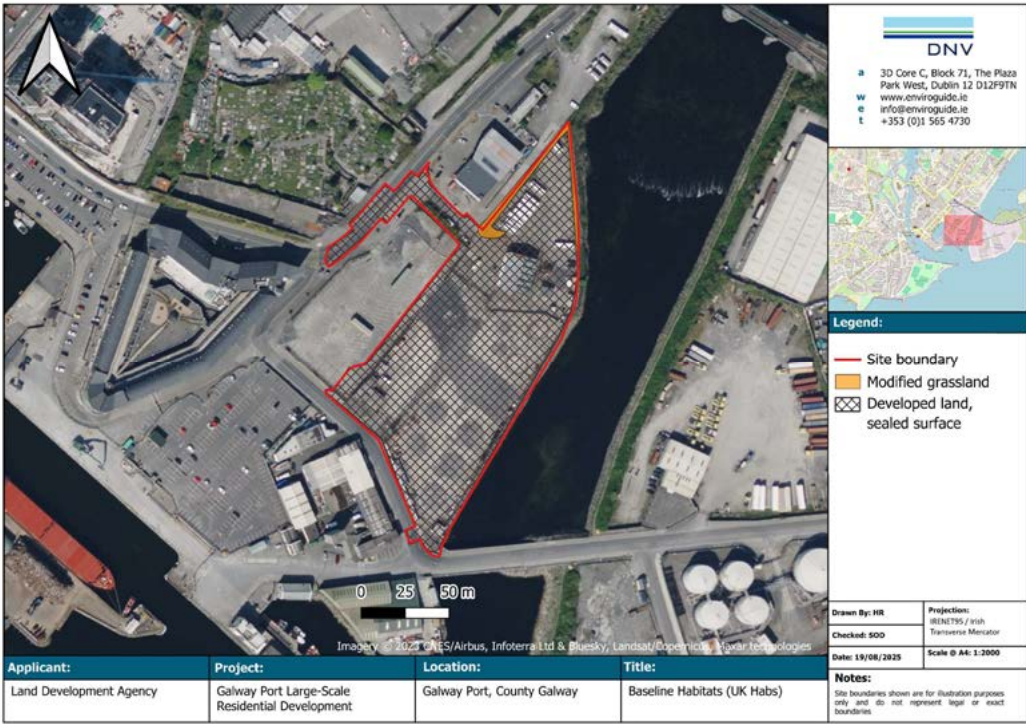 DNV
a 3D Core C, Block 71, The Plaza
Park West, Dublin 12 D12F9TN
w www.enviroguide.ie
e info@enviroguide.ie
t +353 (0)1 565 4730
Legend:
Site boundary
Modified grassland
Developed land,
sealed surface
0 25 50 m
Imagery © 2023 CNES/Airbus, Infoterra Ltd & Bluesky, Landsat/Copernicus, Maxar technologies
Drawn By: HR
Checked: SOD
Date: 19/08/2025
Projection:
IRENET95 / Irish
Transverse Mercator
Scale @ A4: 1:2000
Notes:
Site boundaries shown are for illustration purposes
only and do not represent legal or exact
boundaries
Applicant:
Land Development Agency
Project:
Galway Port Large-Scale
Residential Development
Location:
Galway Port, County Galway
Title:
Baseline Habitats (UK Habs)